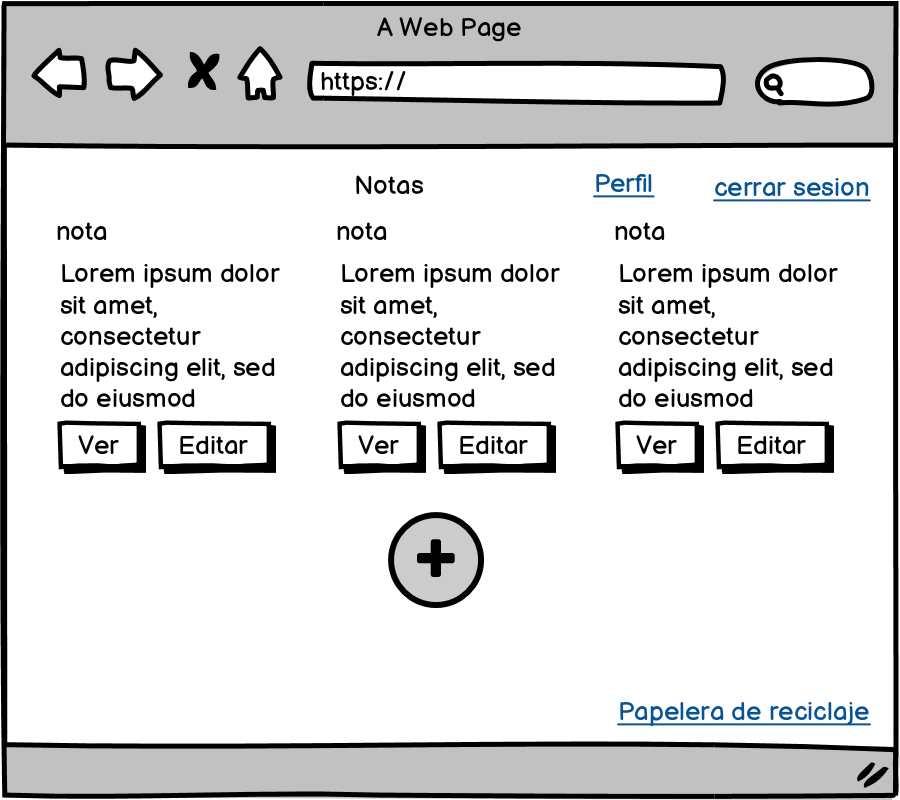 A Web Page
https://
Notas
Perfil
cerrar sesion
nota
Lorem ipsum dolor
sit amet,
consectetur
adipiscing elit, sed
do eiusmod
Ver
Editar
nota
Lorem ipsum dolor
sit amet,
consectetur
adipiscing elit, sed
do eiusmod
Ver
Editar
nota
Lorem ipsum dolor
sit amet,
consectetur
adipiscing elit, sed
do eiusmod
Ver
Editar
Papelera de reciclaje